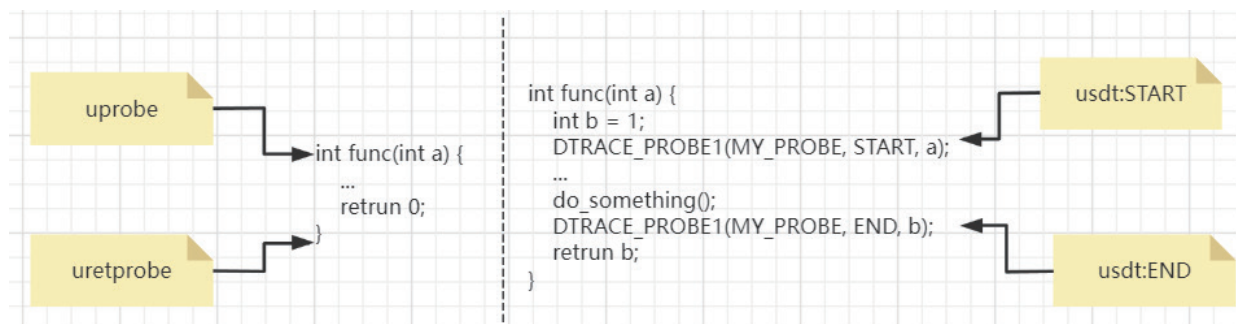 uprobe
int func(int a) {
...
retrun 0;
}
uretprobe
int func(int a) {
int b = 1;
DTRACE_PROBE1(MY_PROBE, START, a);
...
do_something();
DTRACE_PROBE1(MY_PROBE, END, b);
retrun b;
}
usdt:START
usdt:END